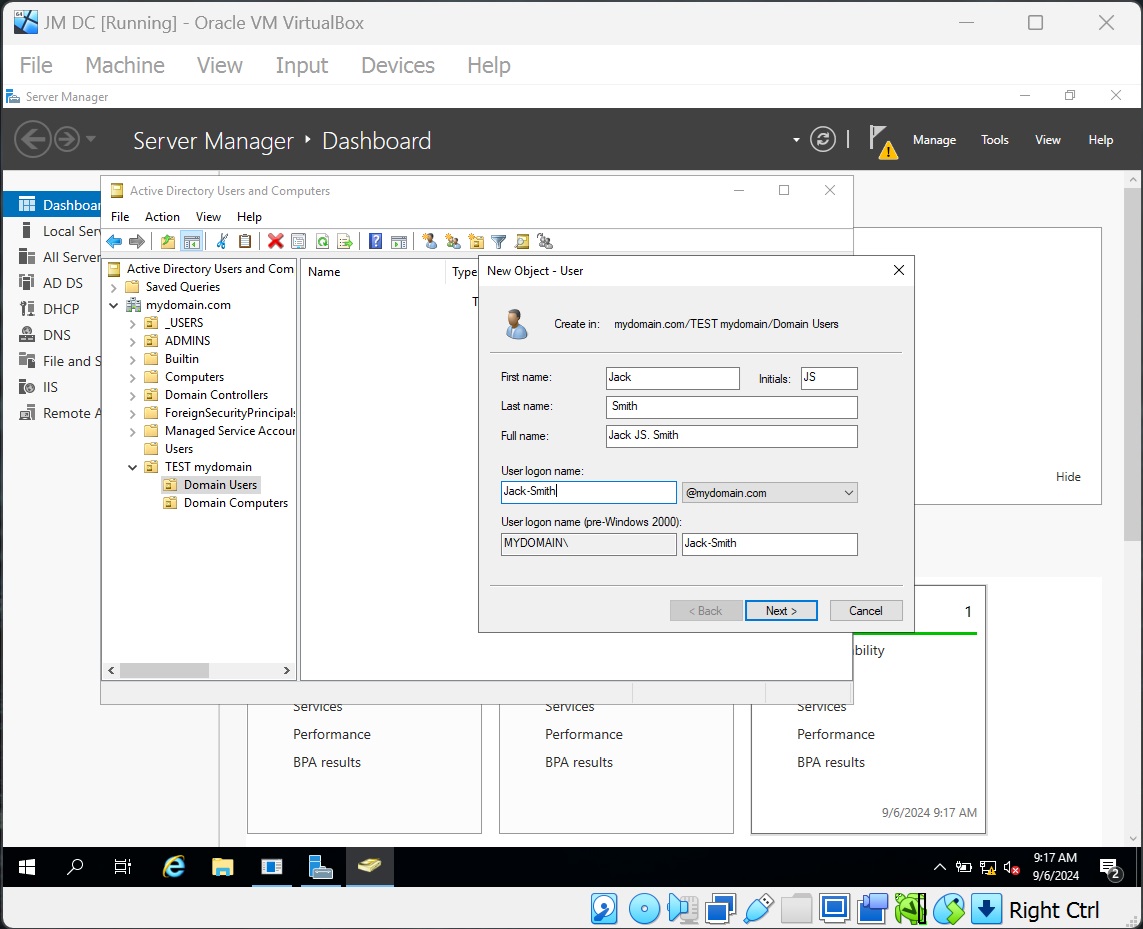 JM DC [Running] - Oracle VM VirtualBox
File Machine View Input Devices Help
Server Manager
Server Manager Dashboard
Manage Tools View Help
Dashboar
Local Serv
All Server
AD DS
DHCP
DNS
File and S
IIS
Remote A
Active Directory Users and Computers
File Action View Help
Active Directory Users and Com
Saved Queries
mydomain.com
_USERS
ADMINS
Builtin
Computers
Domain Controllers
ForeignSecurityPrincipals
Managed Service Accour
Users
TEST mydomain
Domain Users
Domain Computers
Name Type
T
New Object - User
Create in: mydomain.com/TEST mydomain/Domain Users
First name: Jack Initials: JS
Last name: Smith
Full name: Jack JS. Smith
User logon name:
Jack-Smith @mydomain.com
User logon name (pre-Windows 2000):
MYDOMAIN\ Jack-Smith
< Back Next > Cancel
Hide
1
bility
Services Services Services
Performance Performance Performance
BPA results BPA results BPA results
9/6/2024 9:17 AM
9:17 AM
9/6/2024
2
Right Ctrl